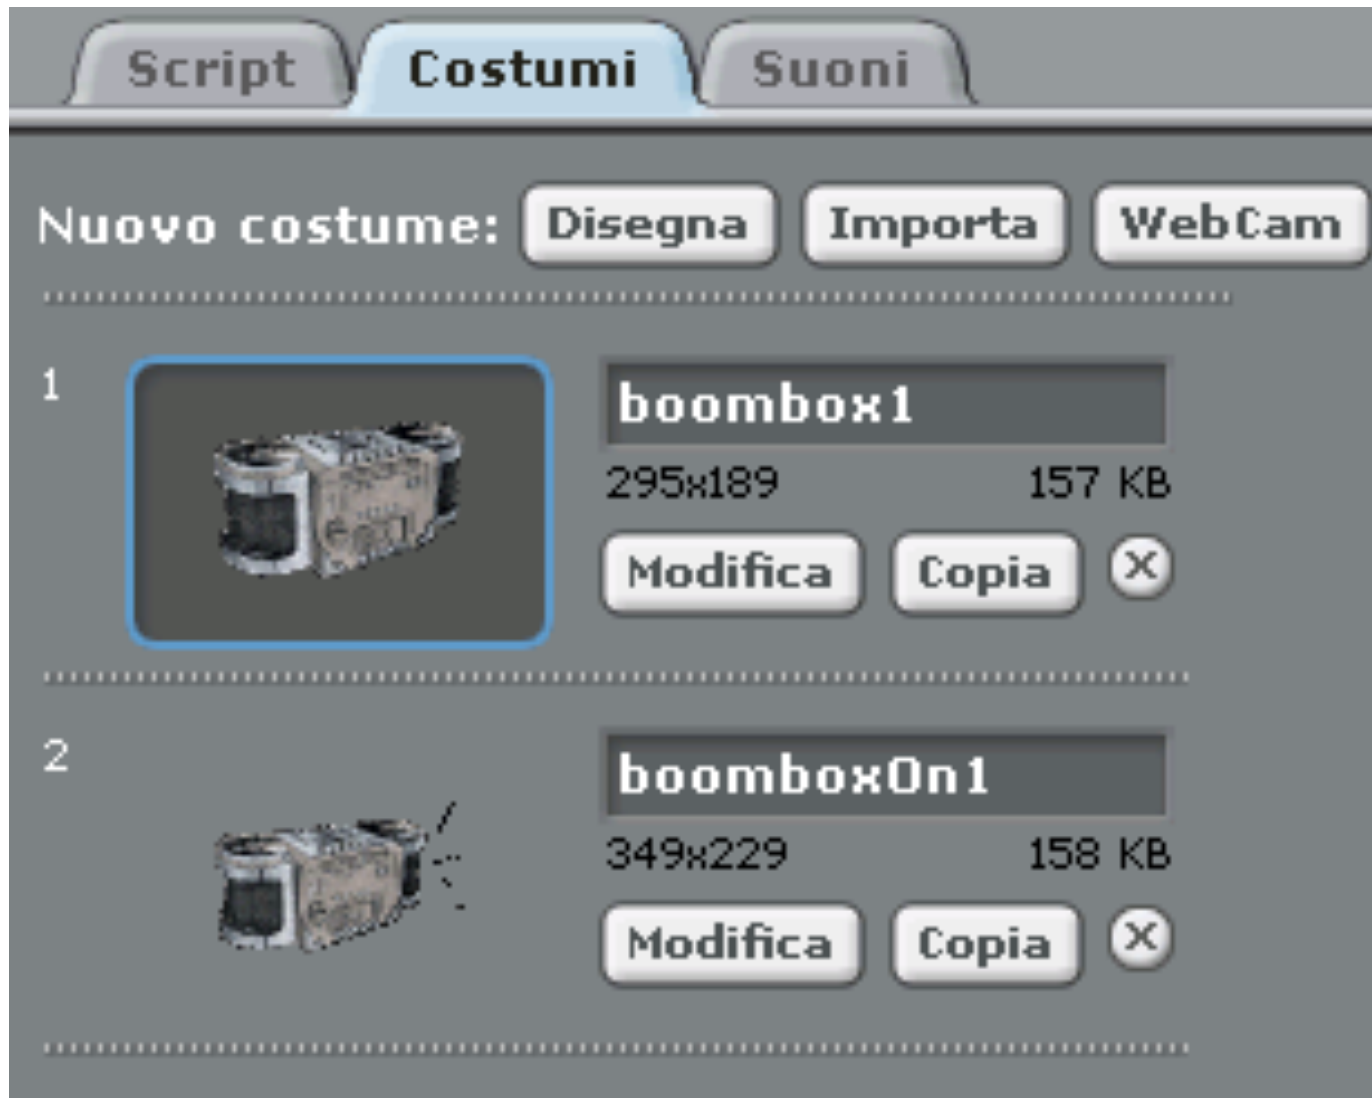 Script Costumi Suoni
Nuovo costume: Disegna Importa WebCam
1 boombox1
295x189 157 KB
Modifica Copia X
2 boomboxOn1
349x229 158 KB
Modifica Copia X